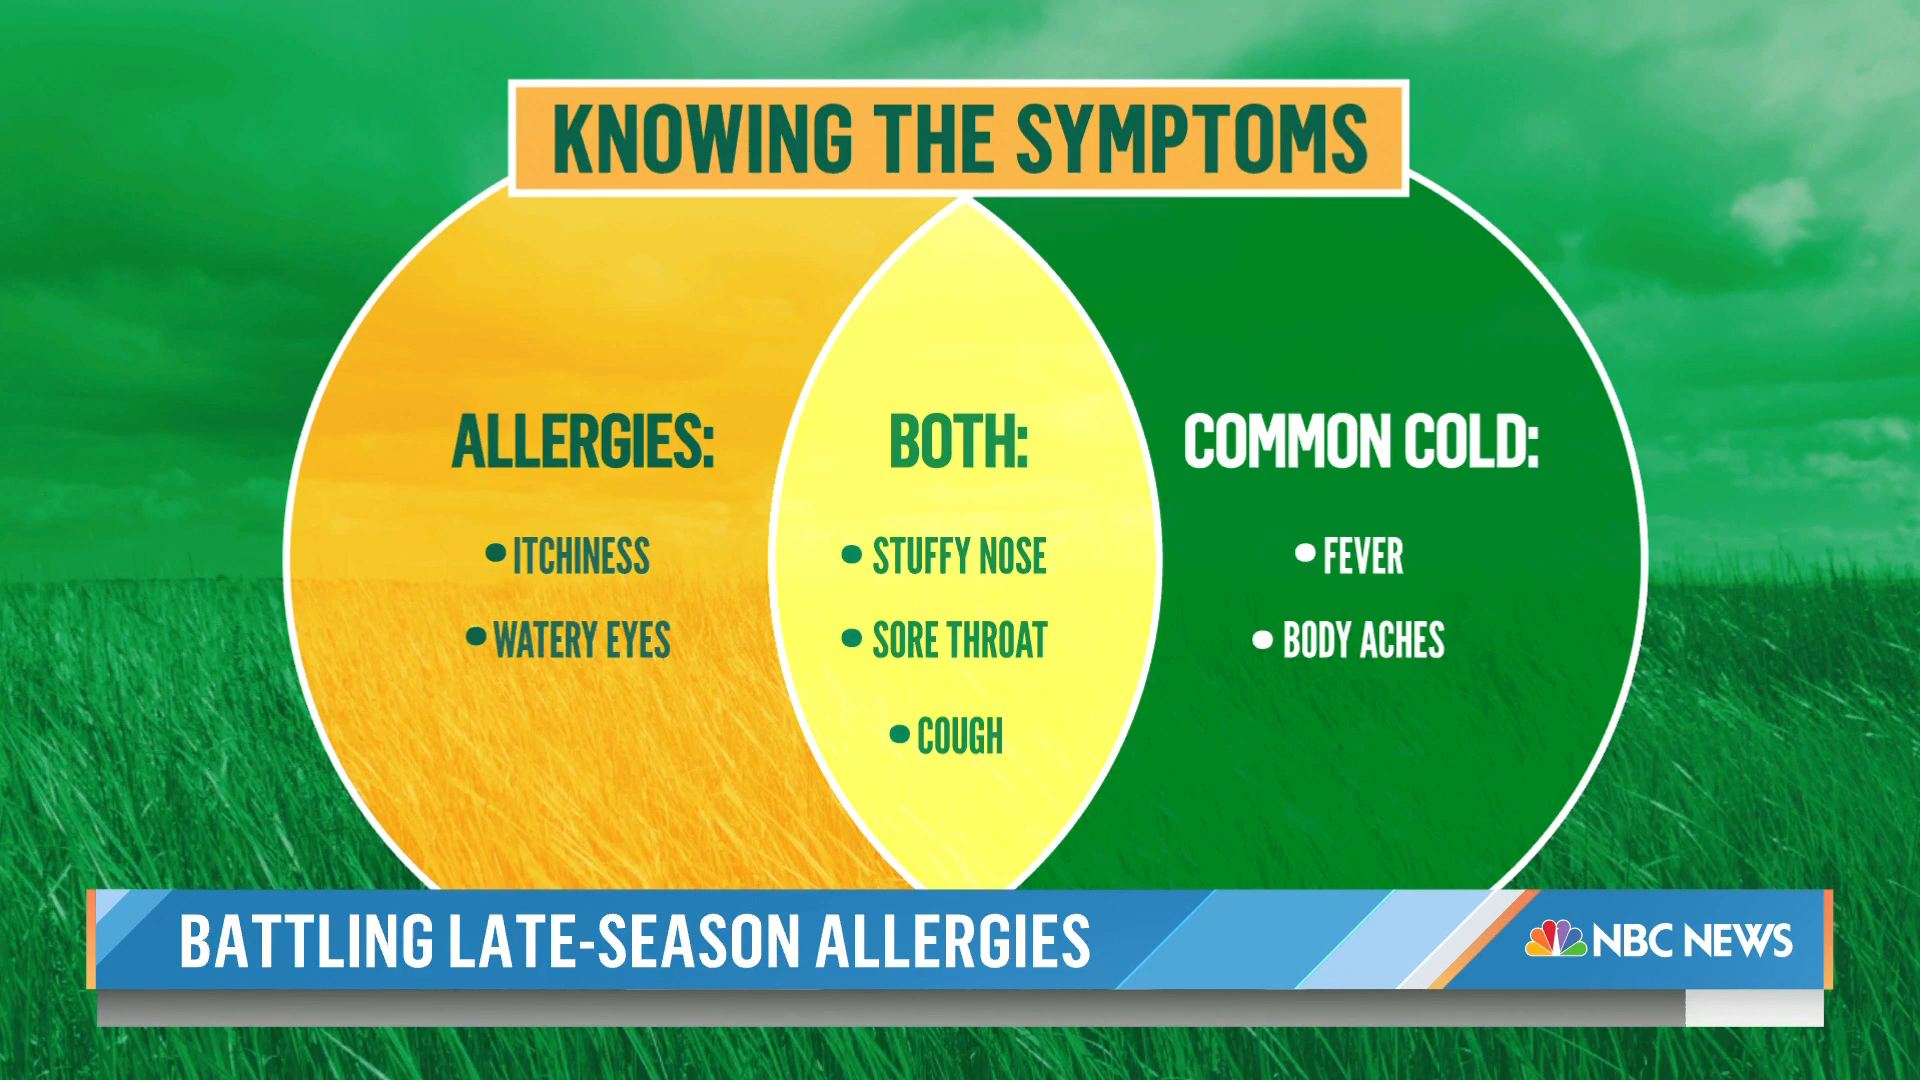 KNOWING THE SYMPTOMS
ALLERGIES:
• ITCHINESS
• WATERY EYES
BOTH:
• STUFFY NOSE
• SORE THROAT
• COUGH
COMMON COLD:
• FEVER
• BODY ACHES
BATTLING LATE-SEASON ALLERGIES
NBC NEWS